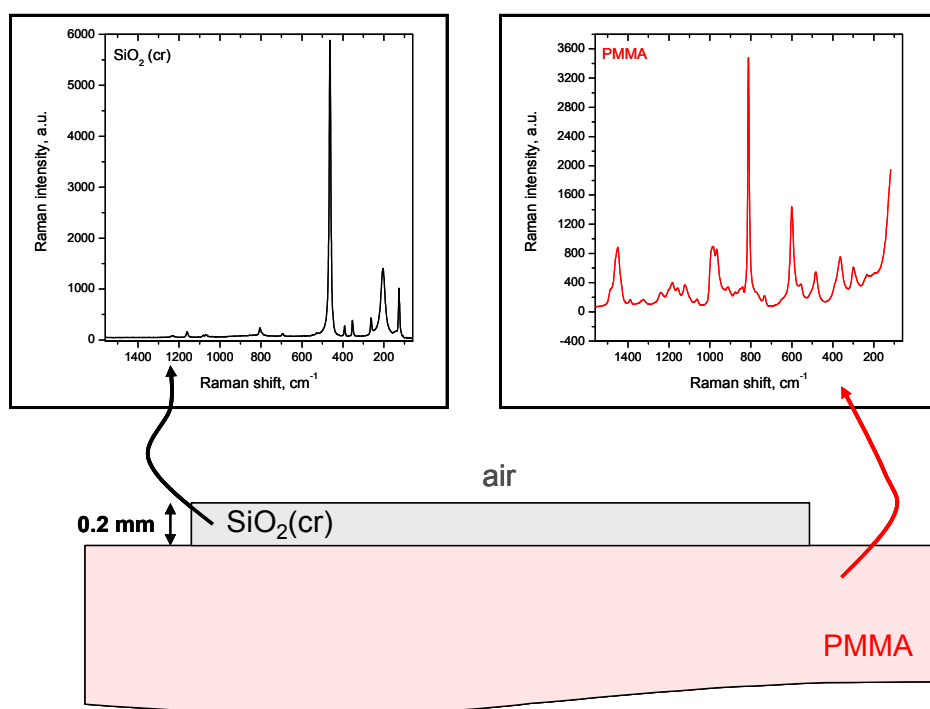 SiO₂ (cr)
Raman intensity, a.u.
6000
5000
4000
3000
2000
1000
0
1400 1200 1000 800 600 400 200
Raman shift, cm⁻¹
PMMA
Raman intensity, a.u.
3600
3200
2800
2400
2000
1600
1200
800
400
0
-400
1400 1200 1000 800 600 400 200
Raman shift, cm⁻¹
air
0.2 mm
SiO₂(cr)
PMMA